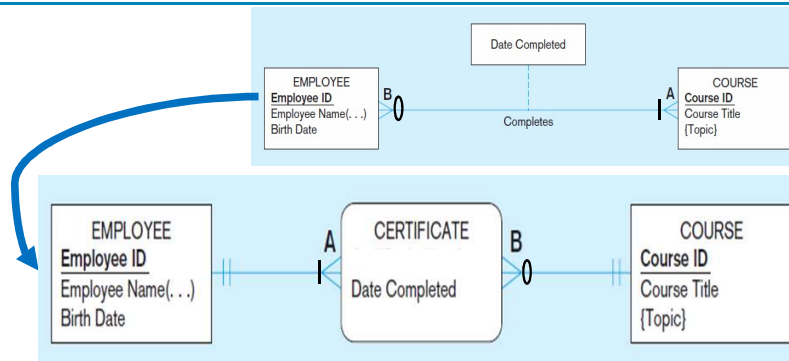 Date Completed
EMPLOYEE
Employee ID
Employee Name(. . .)
Birth Date
B
Completes
A
COURSE
Course ID
Course Title
{Topic}
EMPLOYEE
Employee ID
Employee Name(. . .)
Birth Date
A
CERTIFICATE
Date Completed
B
COURSE
Course ID
Course Title
{Topic}